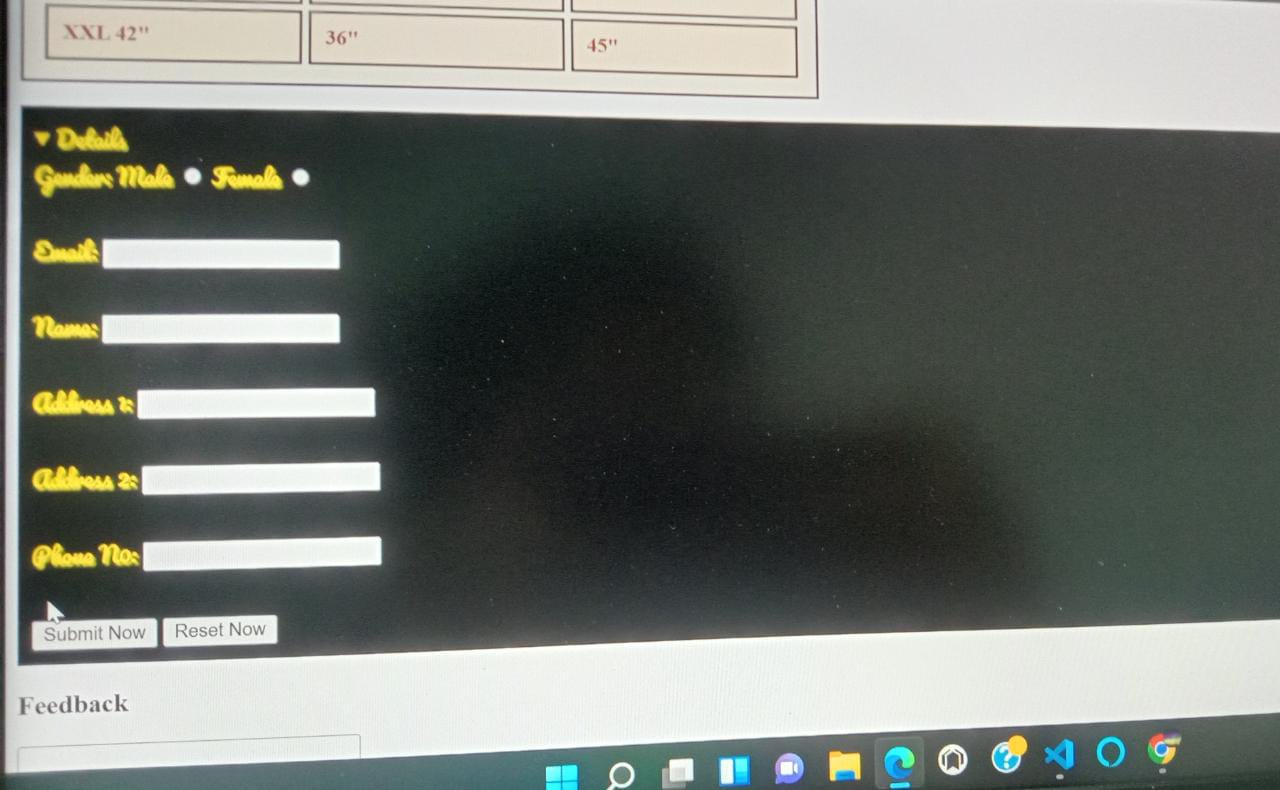 XXL 42" 36" 45"
▼ Details
Gender: Male Female
Email:
Name:
Address 1:
Address 2:
Phone No:
Submit Now Reset Now
Feedback